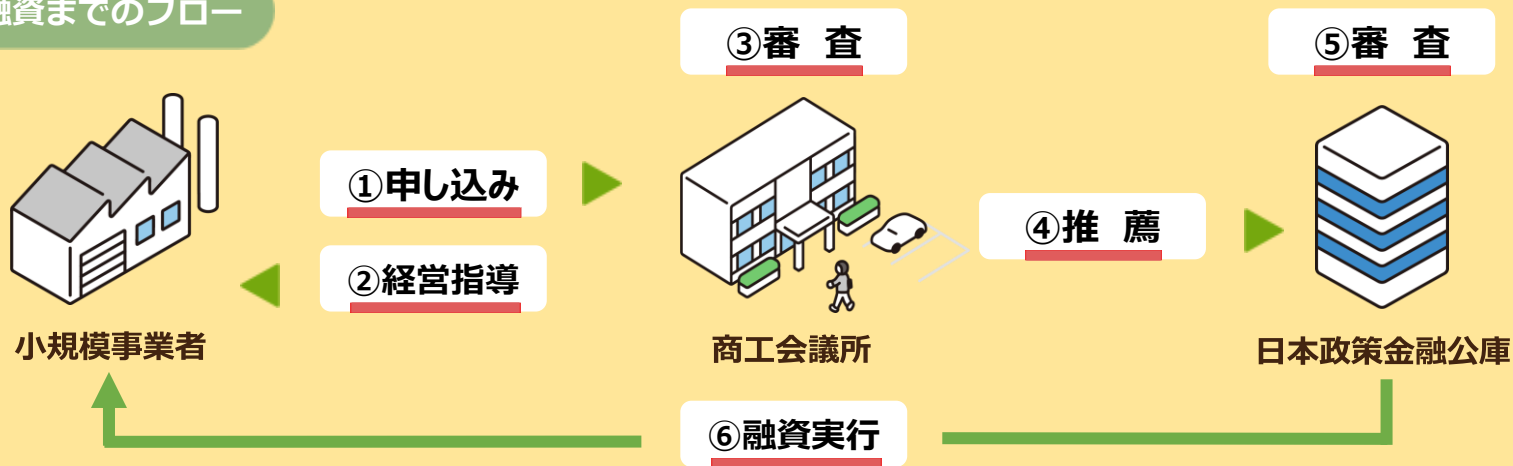 融資までのフロー
③審 査
⑤審 査
①申し込み
④推 薦
②経営指導
小規模事業者
商工会議所
日本政策金融公庫
⑥融資実行